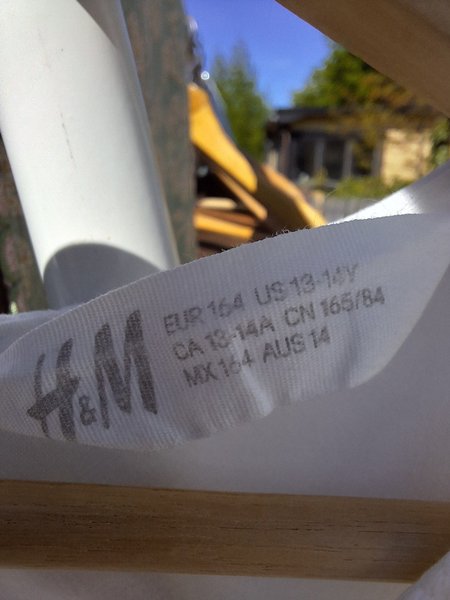 H&M
EUR 164 US 13-14Y
CA 13-14A CN 165/84
MX 164 AUS 14